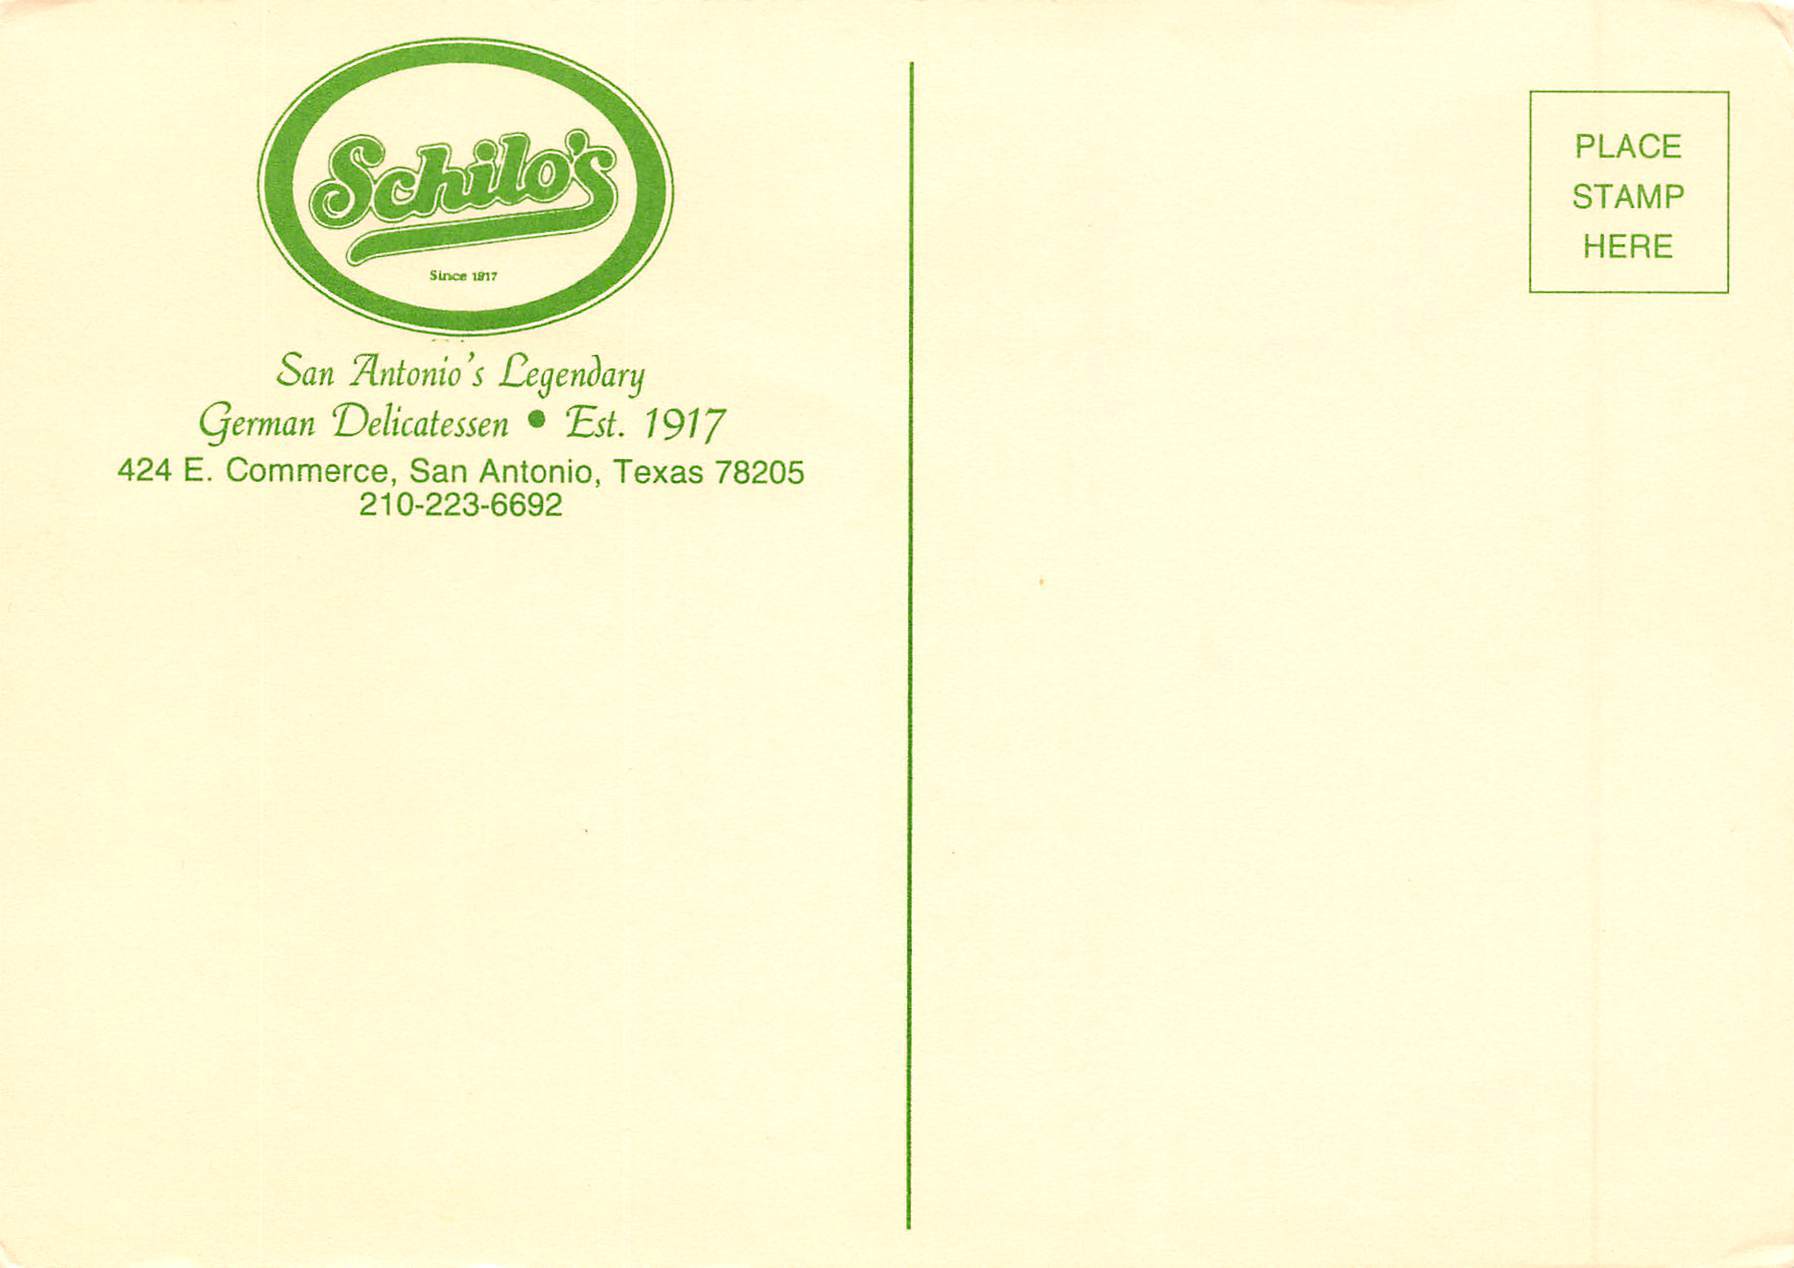 Schilo's
Since 1917
San Antonio's Legendary
German Delicatessen • Est. 1917
424 E. Commerce, San Antonio, Texas 78205
210-223-6692
PLACE
STAMP
HERE